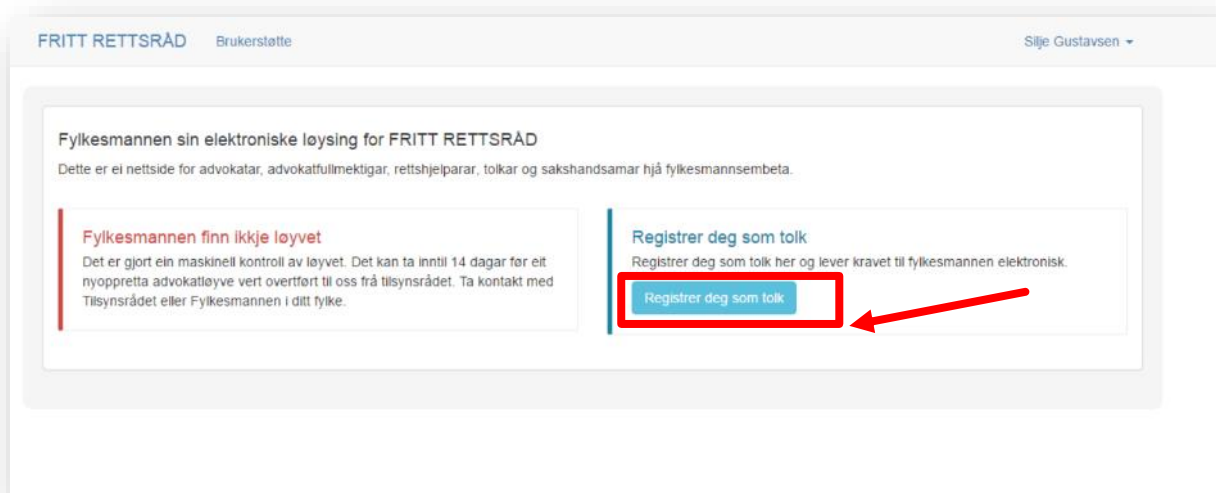 FRITT RETTSRÅD Brukerstøtte Silje Gustavsen
Fylkesmannen sin elektroniske løysing for FRITT RETTSRÅD
Dette er ei nettside for advokatar, advokatfullmektigar, rettshjelparar, tolkar og sakshandsamar hjå fylkesmannsembeta.
Fylkesmannen finn ikkje løyvet
Det er gjort ein maskinell kontroll av løyvet. Det kan ta inntil 14 dagar før eit
nyoppretta advokatløyve vert overtført til oss frå tilsynsrådet. Ta kontakt med
Tilsynsrådet eller Fylkesmannen i ditt fylke.
Registrer deg som tolk
Registrer deg som tolk her og lever kravet til fylkesmannen elektronisk.
Registrer deg som tolk